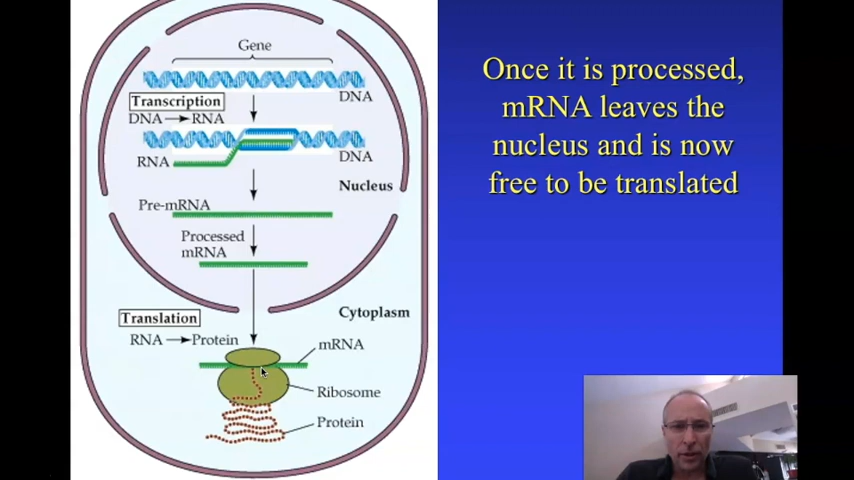 Gene
DNA
Transcription
DNA → RNA
RNA
DNA
Nucleus
Pre-mRNA
Processed
mRNA
Cytoplasm
Translation
RNA → Protein
mRNA
Ribosome
Protein
Once it is processed,
mRNA leaves the
nucleus and is now
free to be translated